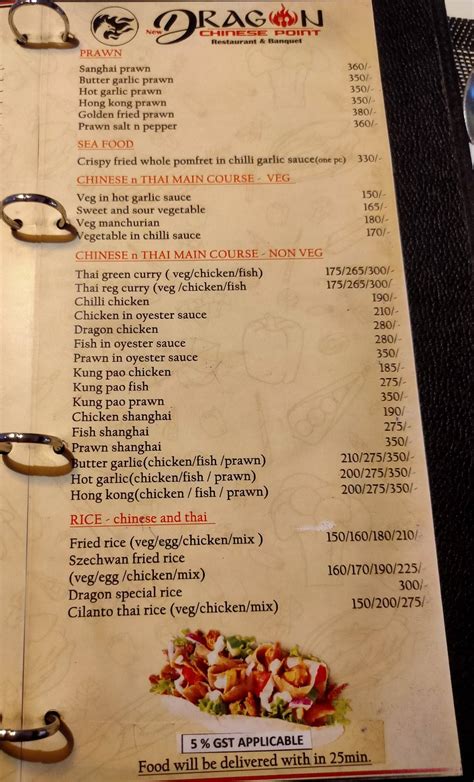 New DRAGON
CHINESE POINT
Restaurant & Banquet
PRAWN
Sanghai prawn 360/-
Butter garlic prawn 350/-
Hot garlic prawn 350/-
Hong kong prawn 350/-
Golden fried prawn 380/-
Prawn salt n pepper 360/-
SEA FOOD
Crispy fried whole pomfret in chilli garlic sauce(one pc) 330/-
CHINESE n THAI MAIN COURSE - VEG
Veg in hot garlic sauce 150/-
Sweet and sour vegetable 165/-
Veg manchurian 180/-
Vegetable in chilli sauce 170/-
CHINESE n THAI MAIN COURSE - NON VEG
Thai green curry ( veg/chicken/fish) 175/265/300/-
Thai reg curry (veg /chicken/fish 175/265/300/-
Chilli chicken 190/-
Chicken in oyester sauce 210/-
Dragon chicken 280/-
Fish in oyester sauce 280/-
Prawn in oyester sauce 350/
Kung pao chicken 185/-
Kung pao fish 275/-
Kung pao prawn 350/-
Chicken shanghai 190/
Fish shanghai 275/-
Prawn shanghai 350/-
Butter garlic(chicken/fish /prawn) 210/275/350/-
Hot garlic(chicken/fish / prawn) 200/275/350/-
Hong kong(chicken / fish / prawn) 200/275/350/-
RICE - chinese and thai
Fried rice (veg/egg/chicken/mix ) 150/160/180/210/-
Szechwan fried rice
(veg/egg /chicken/mix) 160/170/190/225/-
Dragon special rice 300/-
Cilanto thai rice (veg/chicken/mix) 150/200/275/-
5 % GST APPLICABLE
Food will be delivered with in 25min.